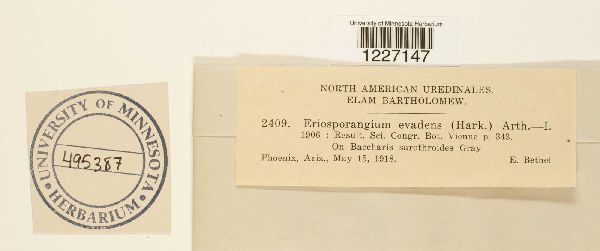 University of Minnesota Herbarium
1227147
NORTH AMERICAN UREDINALES.
ELAM BARTHOLOMEW.
2409. Eriosporangium evadens (Hark.) Arth.—I.
1906 : Result. Sci. Congr. Bot. Vienne p. 343.
On Baccharis sarothroides Gray
Phoenix, Ariz., May 15, 1918. E. Bethel
UNIVERSITY OF MINNESOTA
495387
HERBARIUM